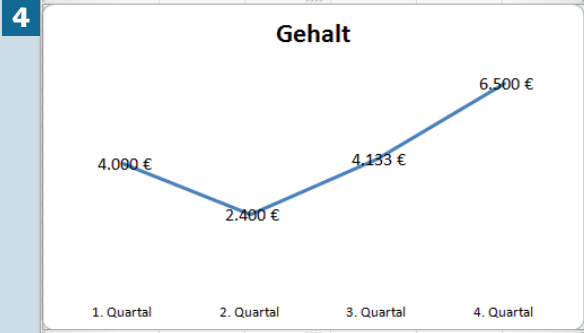 4
Gehalt
6.500 €
4.000 €
4.133 €
2.400 €
1. Quartal 2. Quartal 3. Quartal 4. Quartal